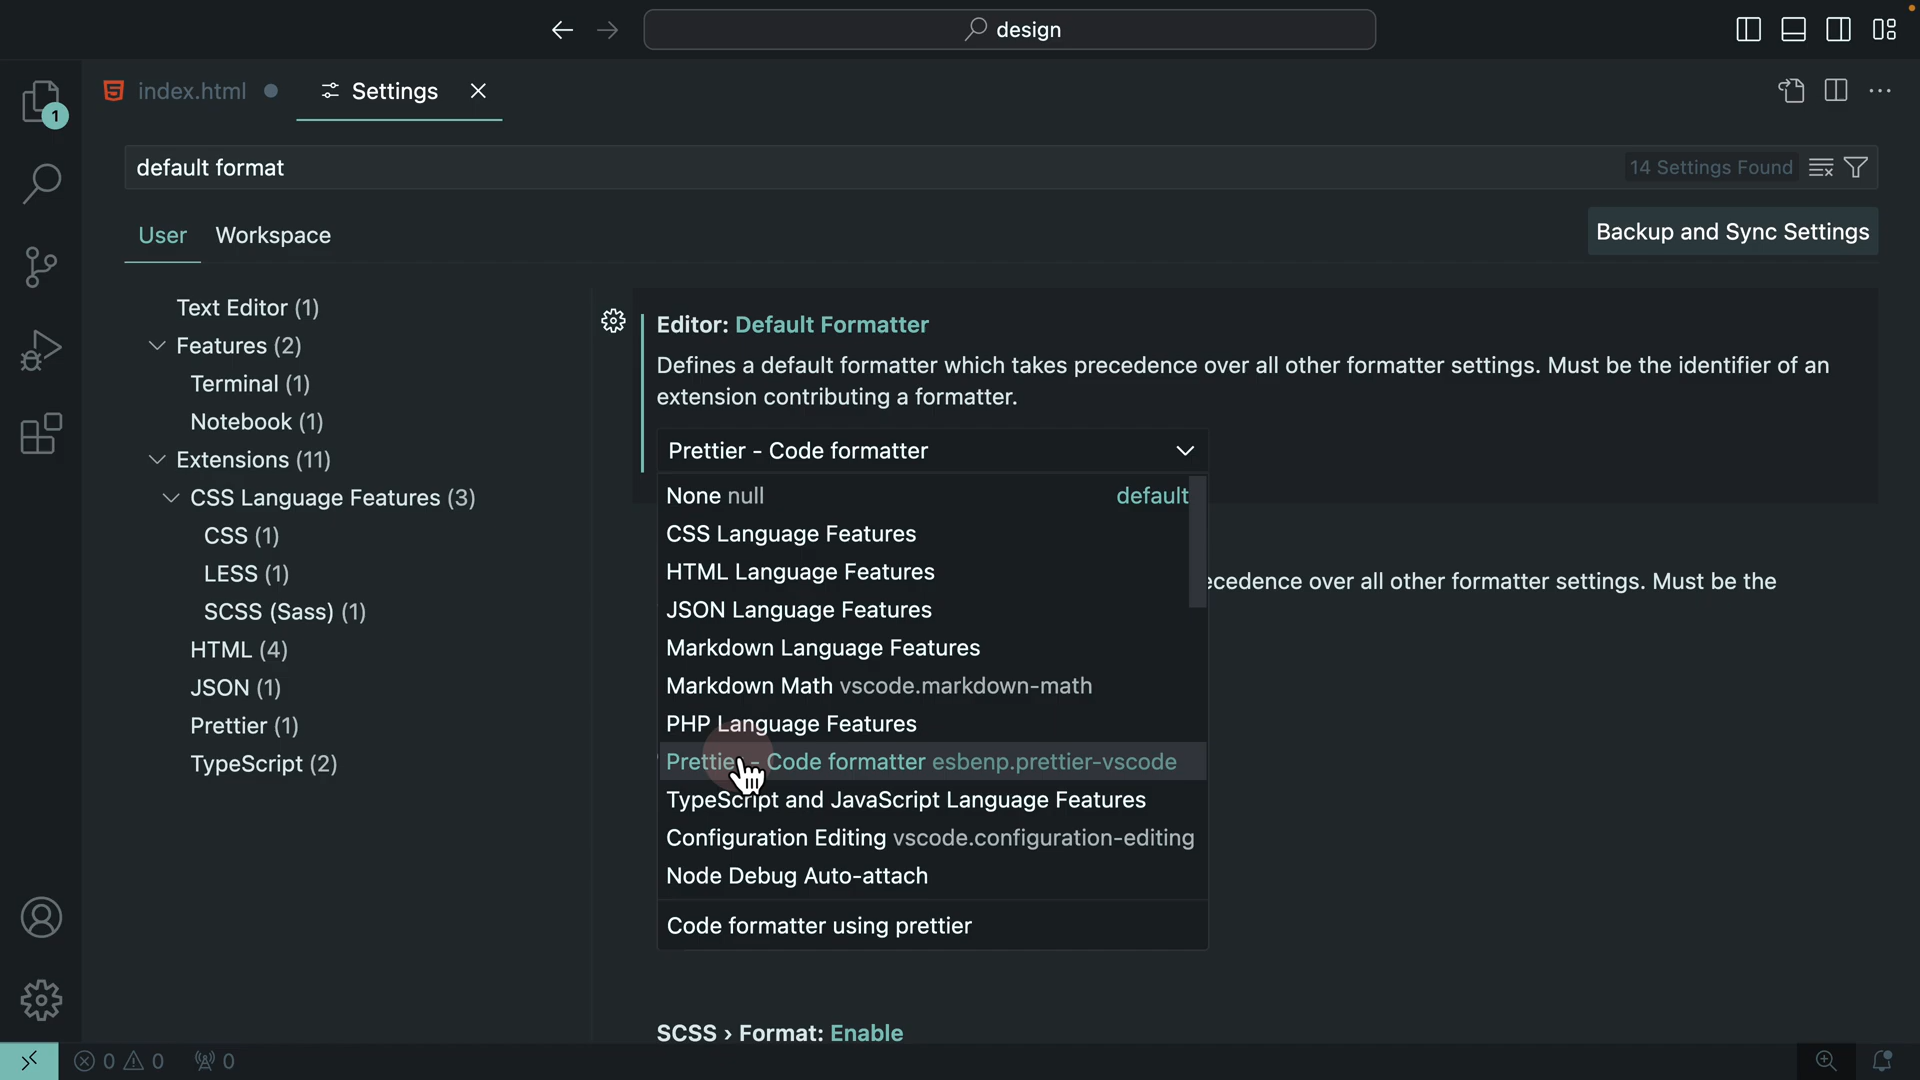 design
index.html
Settings
1
default format
14 Settings Found
User
Workspace
Backup and Sync Settings
Text Editor (1)
Features (2)
Terminal (1)
Notebook (1)
Extensions (11)
CSS Language Features (3)
CSS (1)
LESS (1)
SCSS (Sass) (1)
HTML (4)
JSON (1)
Prettier (1)
TypeScript (2)
Editor: Default Formatter
Defines a default formatter which takes precedence over all other formatter settings. Must be the identifier of an
extension contributing a formatter.
Prettier - Code formatter
None null default
CSS Language Features
HTML Language Features
ecedence over all other formatter settings. Must be the
JSON Language Features
Markdown Language Features
Markdown Math vscode.markdown-math
PHP Language Features
Prettier - Code formatter esbenp.prettier-vscode
TypeScript and JavaScript Language Features
Configuration Editing vscode.configuration-editing
Node Debug Auto-attach
Code formatter using prettier
SCSS › Format: Enable
0 0 0